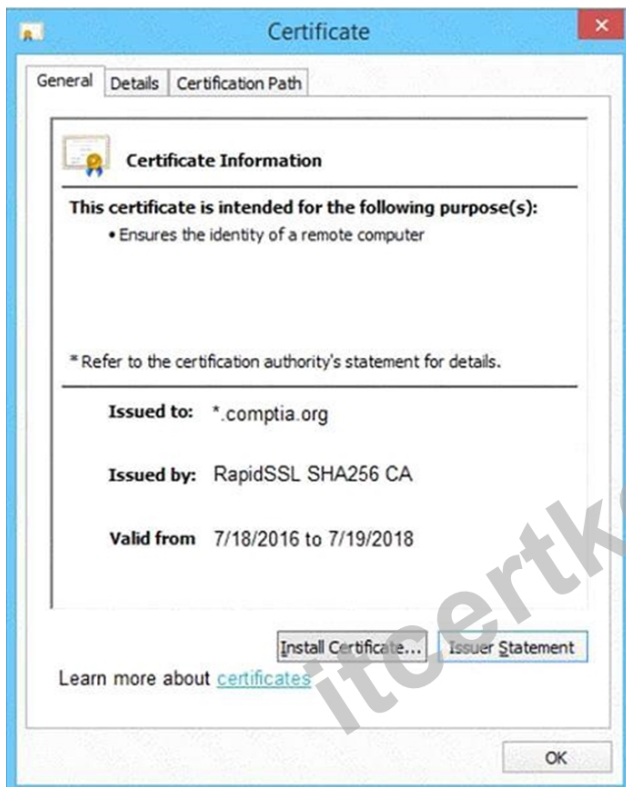 Certificate
General Details Certification Path
Certificate Information
This certificate is intended for the following purpose(s):
• Ensures the identity of a remote computer
* Refer to the certification authority's statement for details.
Issued to: *.comptia.org
Issued by: RapidSSL SHA256 CA
Valid from 7/18/2016 to 7/19/2018
Install Certificate... Issuer Statement
Learn more about certificates
OK